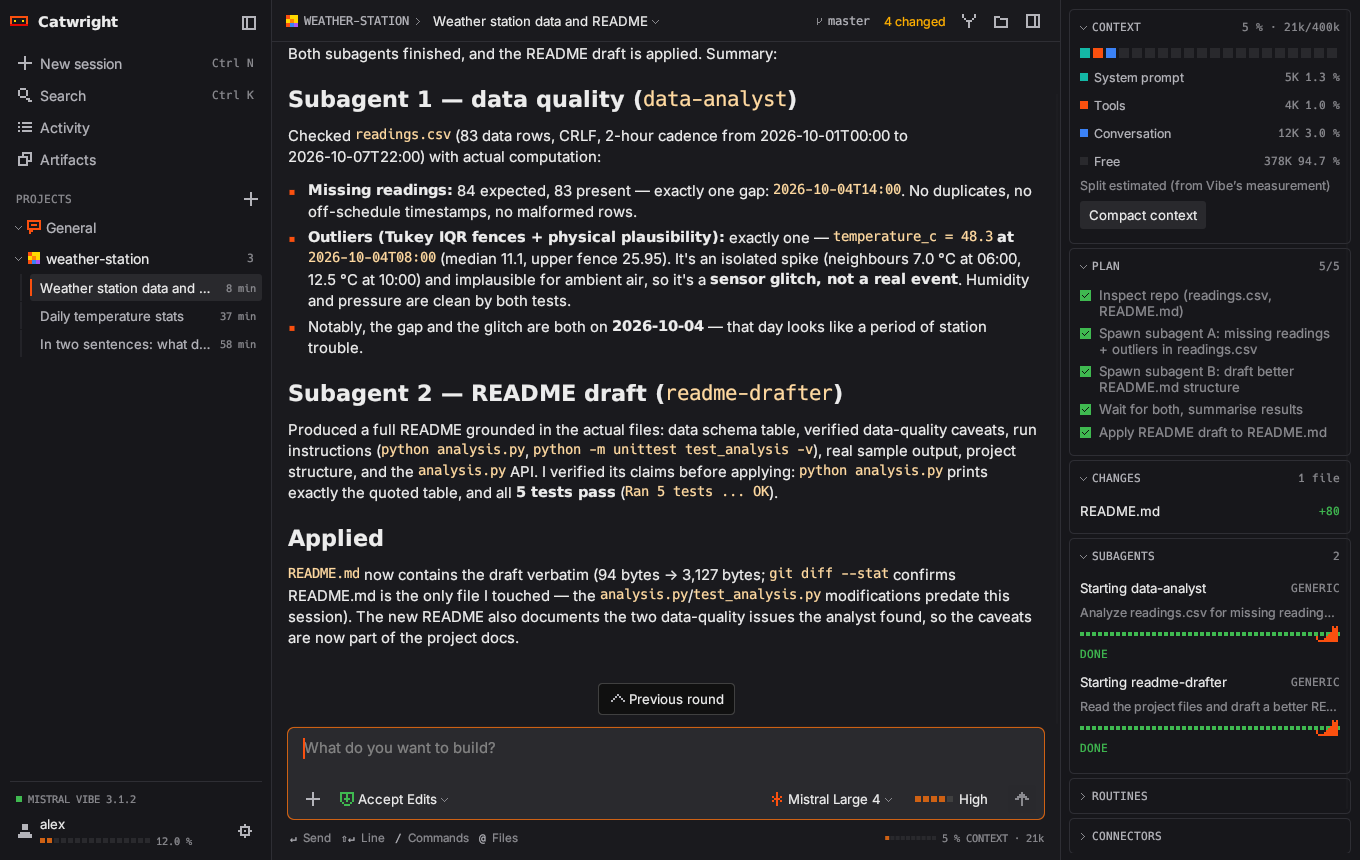 Catwright
New session Ctrl N
Search Ctrl K
Activity
Artifacts
PROJECTS
General
weather-station 3
Weather station data and ... 8 min
Daily temperature stats 37 min
In two sentences: what d... 58 min
MISTRAL VIBE 3.1.2
alex
12.0 %
WEATHER-STATION Weather station data and README master 4 changed
Both subagents finished, and the README draft is applied. Summary:
Subagent 1 — data quality (data-analyst)
Checked readings.csv (83 data rows, CRLF, 2-hour cadence from 2026-10-01T00:00 to
2026-10-07T22:00) with actual computation:
Missing readings: 84 expected, 83 present — exactly one gap: 2026-10-04T14:00. No duplicates, no
off-schedule timestamps, no malformed rows.
Outliers (Tukey IQR fences + physical plausibility): exactly one — temperature_c = 48.3 at
2026-10-04T08:00 (median 11.1, upper fence 25.95). It's an isolated spike (neighbours 7.0 °C at 06:00,
12.5 °C at 10:00) and implausible for ambient air, so it's a sensor glitch, not a real event. Humidity
and pressure are clean by both tests.
Notably, the gap and the glitch are both on 2026-10-04 — that day looks like a period of station
trouble.
Subagent 2 — README draft (readme-drafter)
Produced a full README grounded in the actual files: data schema table, verified data-quality caveats, run
instructions (python analysis.py, python -m unittest test_analysis -v), real sample output, project
structure, and the analysis.py API. I verified its claims before applying: python analysis.py prints
exactly the quoted table, and all 5 tests pass (Ran 5 tests ... OK).
Applied
README.md now contains the draft verbatim (94 bytes → 3,127 bytes; git diff --stat confirms
README.md is the only file I touched — the analysis.py/test_analysis.py modifications predate this
session). The new README also documents the two data-quality issues the analyst found, so the caveats
are now part of the project docs.
Previous round
What do you want to build?
Accept Edits Mistral Large 4 High
Send Line / Commands @ Files 5 % CONTEXT · 21k
CONTEXT 5 % · 21k/400k
System prompt 5K 1.3 %
Tools 4K 1.0 %
Conversation 12K 3.0 %
Free 378K 94.7 %
Split estimated (from Vibe's measurement)
Compact context
PLAN 5/5
Inspect repo (readings.csv,
README.md)
Spawn subagent A: missing readings
+ outliers in readings.csv
Spawn subagent B: draft better
README.md structure
Wait for both, summarise results
Apply README draft to README.md
CHANGES 1 file
README.md +80
SUBAGENTS 2
Starting data-analyst GENERIC
Analyze readings.csv for missing reading...
DONE
Starting readme-drafter GENERIC
Read the project files and draft a better RE...
DONE
ROUTINES
CONNECTORS